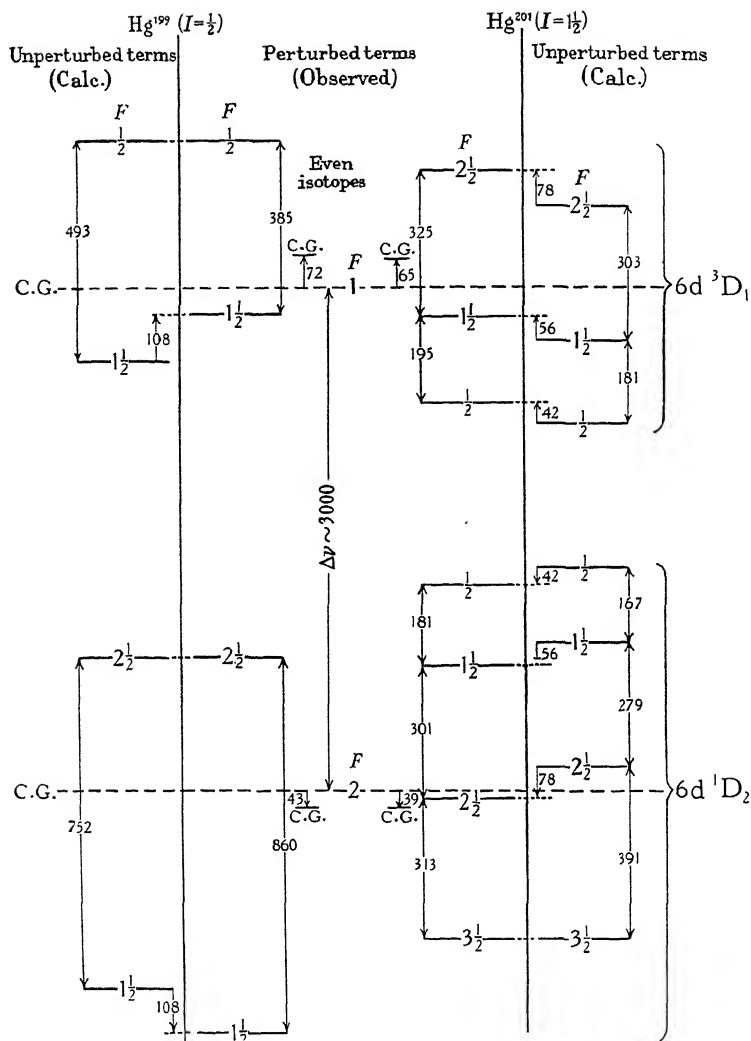 Hg¹⁹⁹ (I=½) Hg²⁰¹ (I=1½)
Unperturbed terms Perturbed terms Unperturbed terms
(Calc.) (Observed) (Calc.)
F F F
½ ½ 2½
Even
isotopes
78 F
2½
493 385 325
C.G. C.G.
72 F 65 303
C.G. 1 6d ³D₁
1½ 1½
108 56 1½
1½ 195
181
½ 42 ½
Δν~3000
42 ½
½
181 167
1½
2½ 2½ 1½ 56
301 279
F 2½
78
C.G. 43 2 39 2½ 6d ¹D₂
C.G. C.G.
752 860 313 391
3½ 3½
1½
108
1½